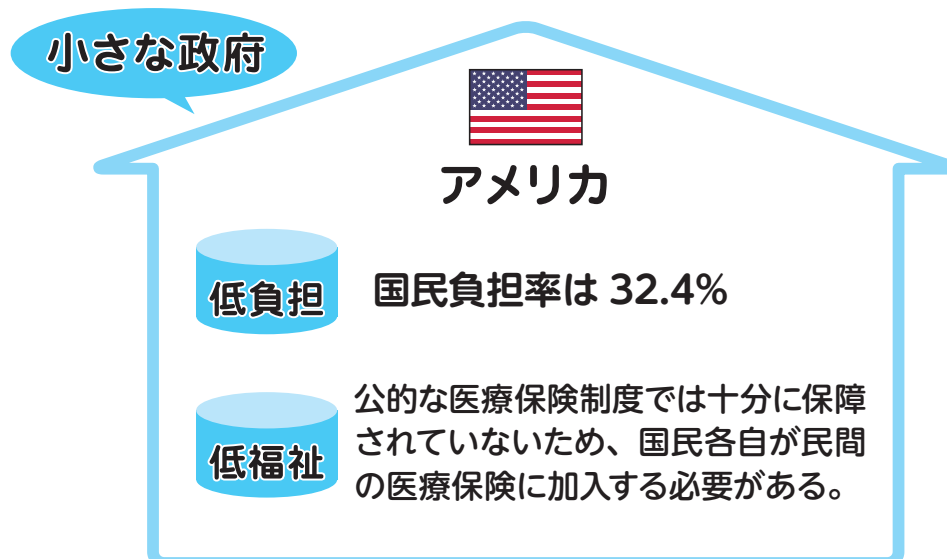 小さな政府
アメリカ
低負担
国民負担率は 32.4%
低福祉
公的な医療保険制度では十分に保障
されていないため、国民各自が民間
の医療保険に加入する必要がある。